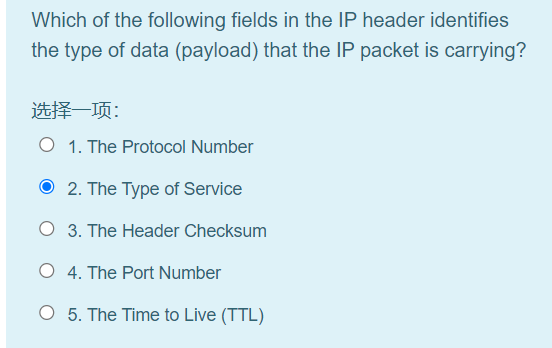 Which of the following fields in the IP header identifies
the type of data (payload) that the IP packet is carrying?
选择一项：
1. The Protocol Number
2. The Type of Service
3. The Header Checksum
4. The Port Number
5. The Time to Live (TTL)